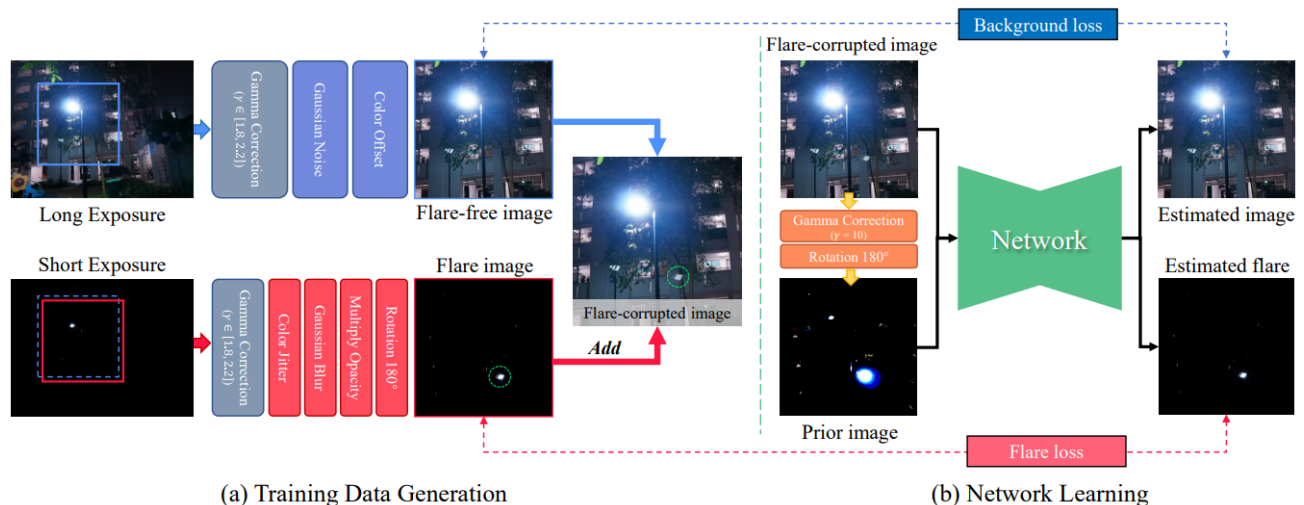 Background loss
Flare-corrupted image
Gamma Correction
(γ ∈ [1.8,2.2])
Gaussian Noise
Color Offset
Long Exposure
Flare-free image
Gamma Correction
(γ = 10)
Rotation 180°
Network
Estimated image
Short Exposure
Flare image
Estimated flare
Gamma Correction
(γ ∈ [1.8,2.2])
Color Jitter
Gaussian Blur
Multiply Opacity
Rotation 180°
Flare-corrupted image
Add
Prior image
Flare loss
(a) Training Data Generation
(b) Network Learning